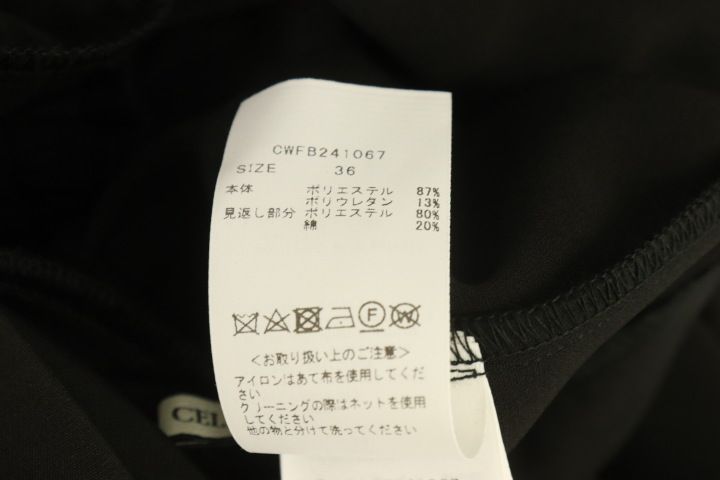 CWFB241067
SIZE 36
本体 ポリエステル 87%
ポリウレタン 13%
見返し部分 ポリエステル 80%
綿 20%
F W
<お取り扱い上のご注意>
アイロンはあて布を使用してくだ
さい
クリーニングの際はネットを使用
してください
他の物と分けて洗ってください